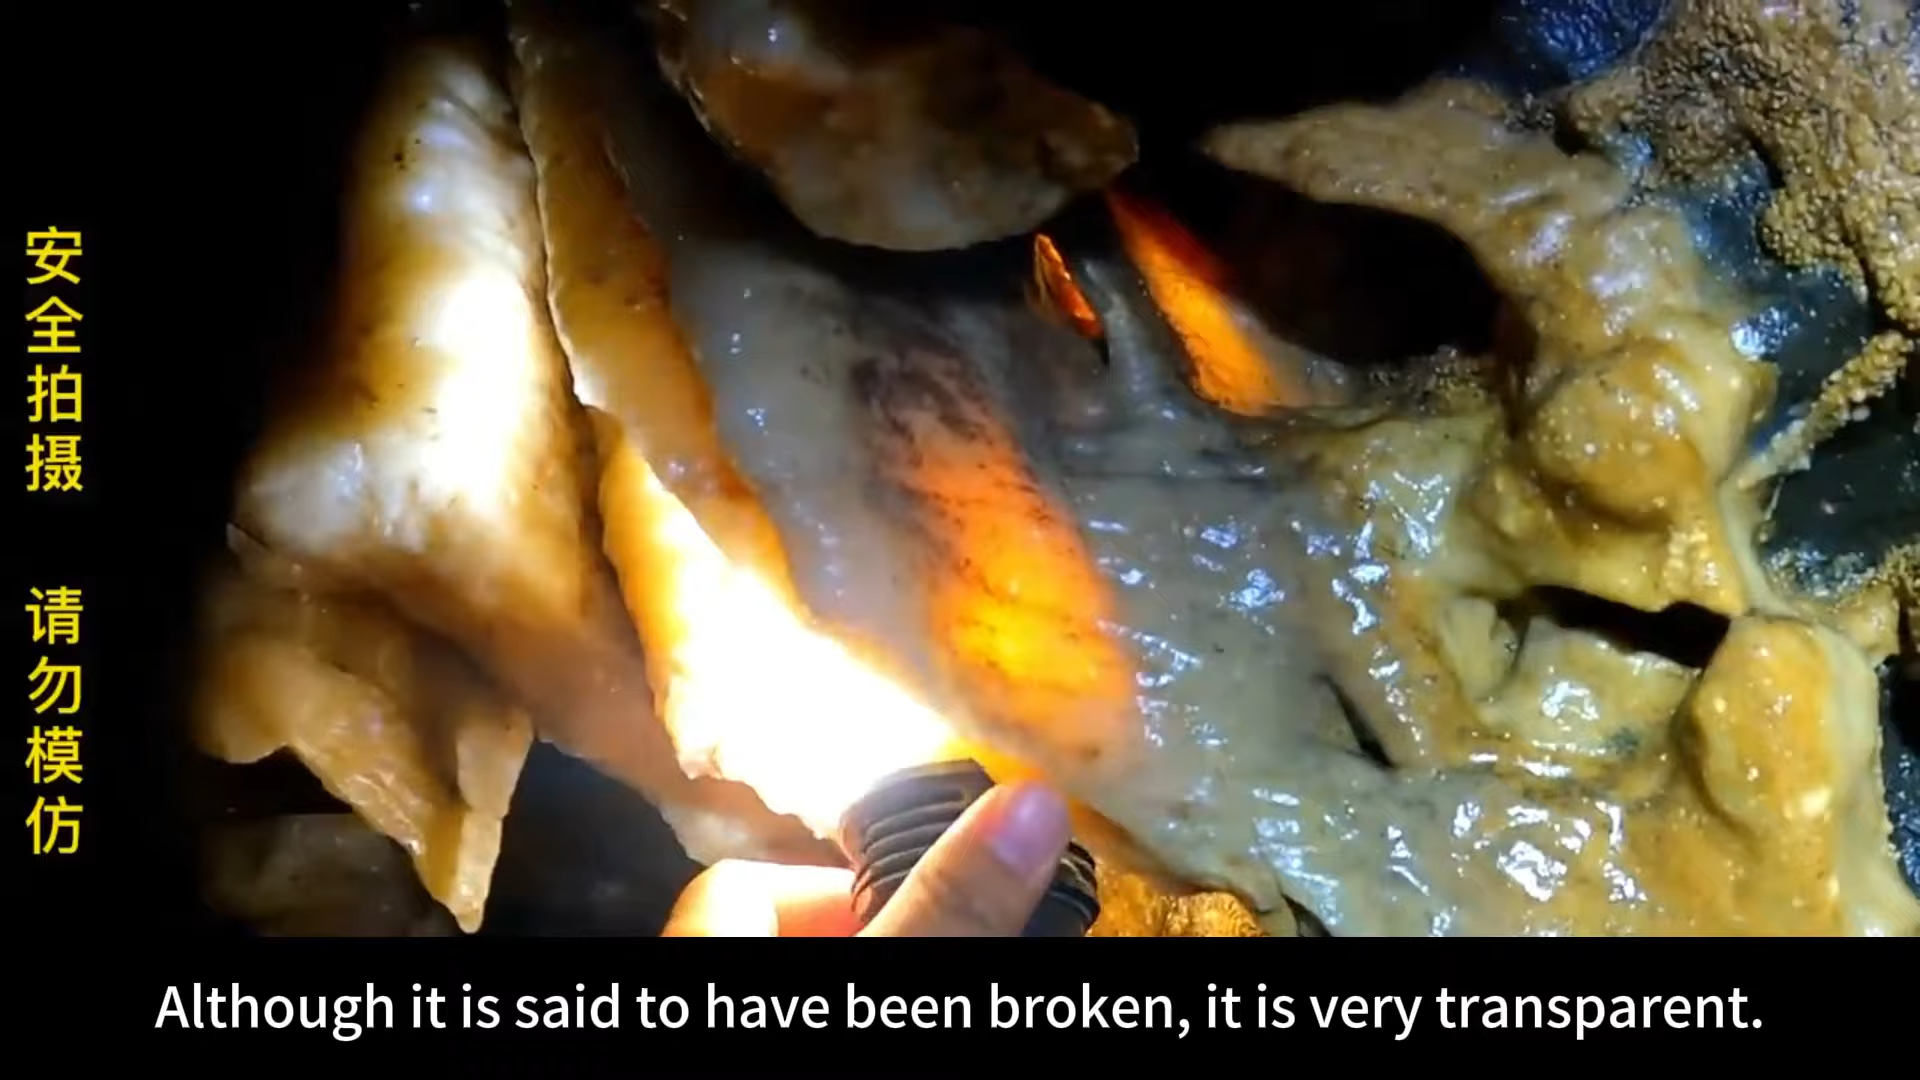 安全拍摄 请勿模仿
Although it is said to have been broken, it is very transparent.